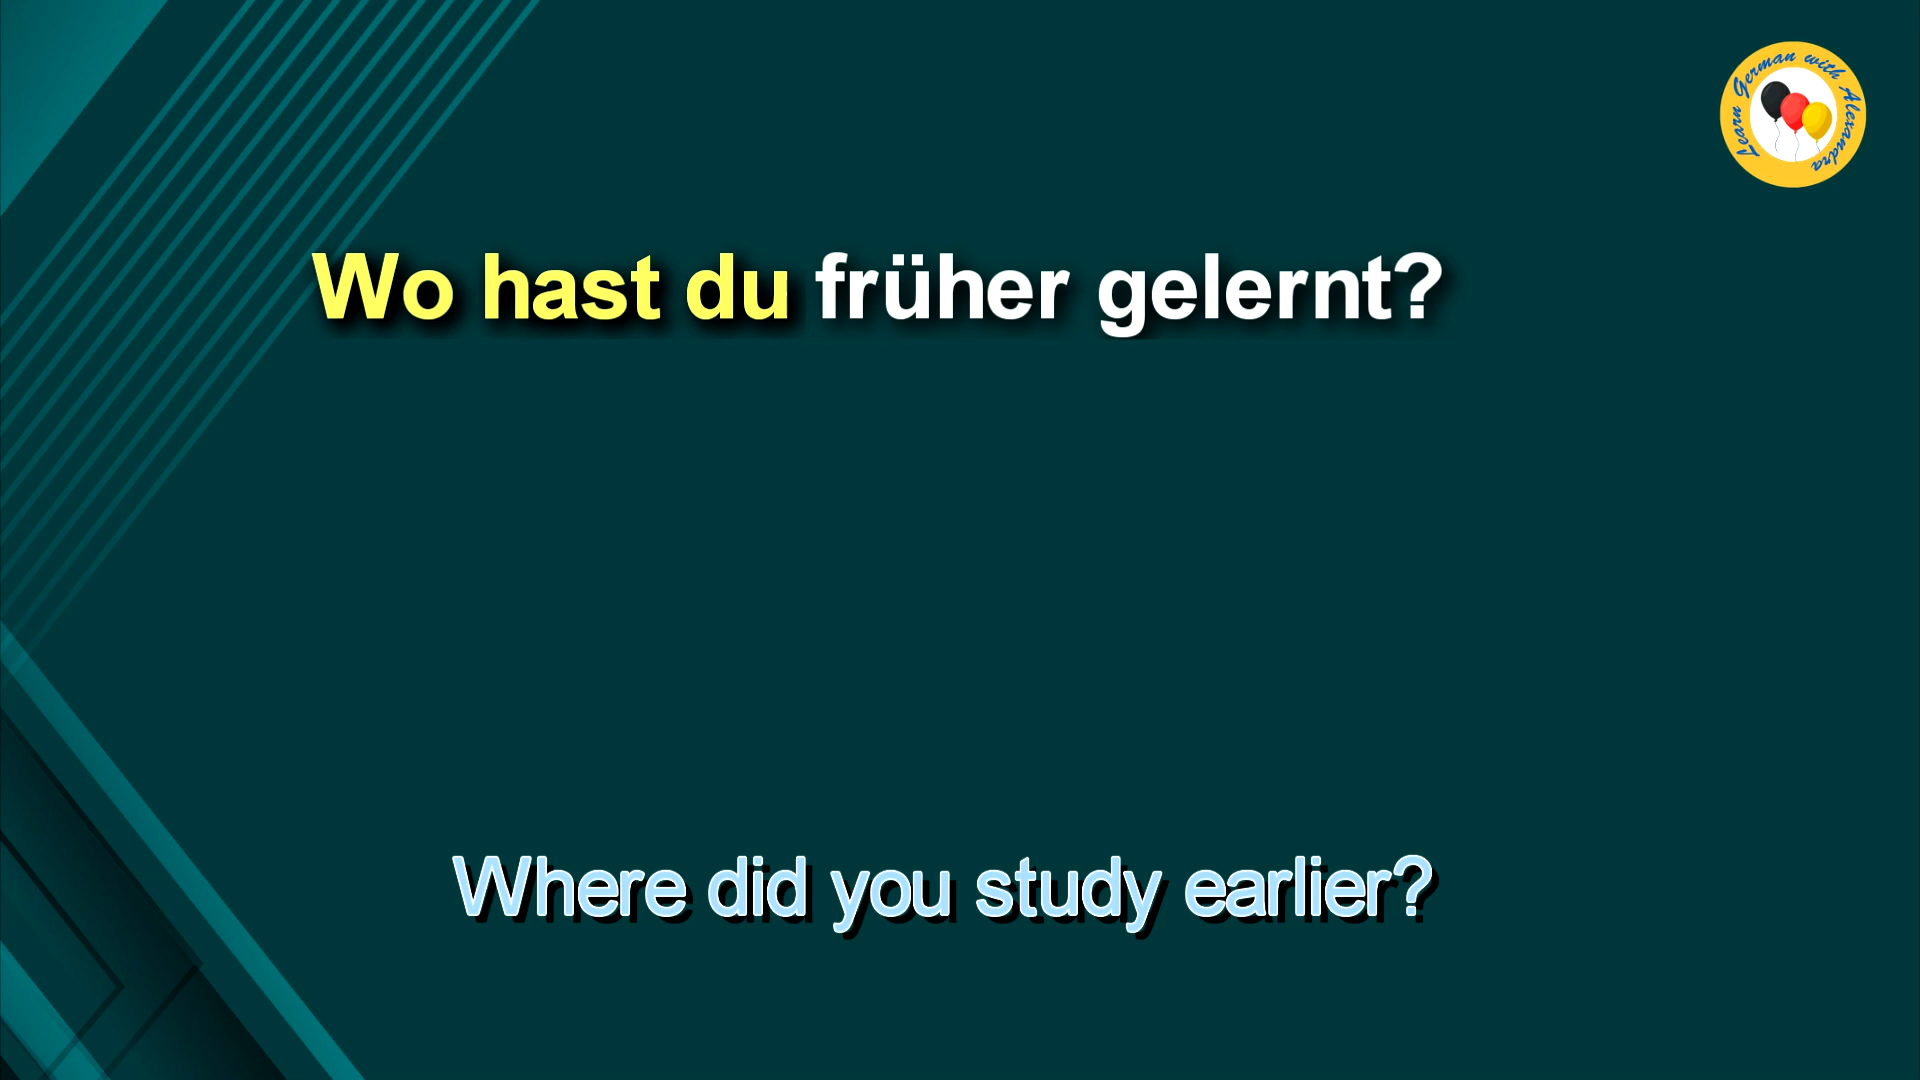 Learn German with Alexandra
Wo hast du früher gelernt?
Where did you study earlier?